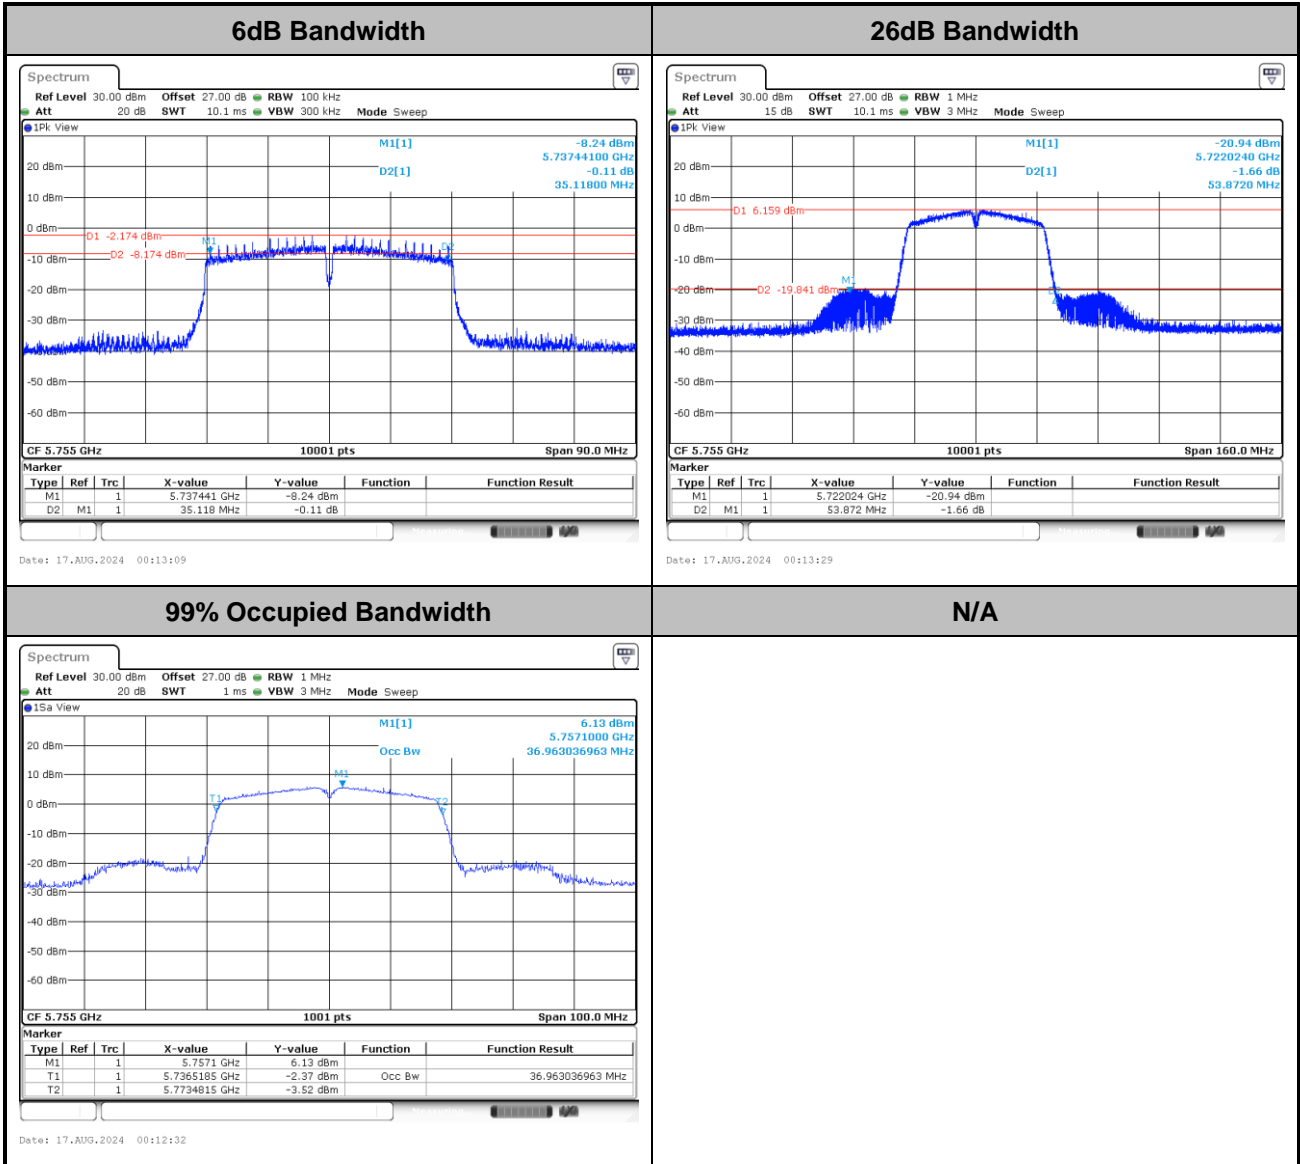 6dB Bandwidth
26dB Bandwidth
Spectrum
Ref Level 30.00 dBm Offset 27.00 dB RBW 100 kHz
Att 20 dB SWT 10.1 ms VBW 300 kHz Mode Sweep
1Pk View
M1[1] -8.24 dBm
5.73744100 GHz
D2[1] -0.11 dB
35.11800 MHz
20 dBm
10 dBm
0 dBm
D1 -2.174 dBm
M1
D2
D2 -8.174 dBm
-10 dBm
-20 dBm
-30 dBm
-40 dBm
-50 dBm
-60 dBm
CF 5.755 GHz 10001 pts Span 90.0 MHz
Marker
Type Ref Trc X-value Y-value Function Function Result
M1 1 5.737441 GHz -8.24 dBm
D2 M1 1 35.118 MHz -0.11 dB
Date: 17.AUG.2024 00:13:09
Spectrum
Ref Level 30.00 dBm Offset 27.00 dB RBW 1 MHz
Att 15 dB SWT 10.1 ms VBW 3 MHz Mode Sweep
1Pk View
M1[1] -20.94 dBm
5.7220240 GHz
D2[1] -1.66 dB
53.8720 MHz
20 dBm
10 dBm
D1 6.159 dBm
0 dBm
-10 dBm
M1
-20 dBm
D2 -19.841 dBm
-30 dBm
-40 dBm
-50 dBm
-60 dBm
CF 5.755 GHz 10001 pts Span 160.0 MHz
Marker
Type Ref Trc X-value Y-value Function Function Result
M1 1 5.722024 GHz -20.94 dBm
D2 M1 1 53.872 MHz -1.66 dB
Date: 17.AUG.2024 00:13:29
99% Occupied Bandwidth
N/A
Spectrum
Ref Level 30.00 dBm Offset 27.00 dB RBW 1 MHz
Att 20 dB SWT 1 ms VBW 3 MHz Mode Sweep
1Sa View
M1[1] 6.13 dBm
5.7571000 GHz
Occ Bw 36.963036963 MHz
20 dBm
10 dBm
M1
T1
T2
0 dBm
-10 dBm
-20 dBm
-30 dBm
-40 dBm
-50 dBm
-60 dBm
CF 5.755 GHz 1001 pts Span 100.0 MHz
Marker
Type Ref Trc X-value Y-value Function Function Result
M1 1 5.7571 GHz 6.13 dBm
T1 1 5.7365185 GHz -2.37 dBm Occ Bw 36.963036963 MHz
T2 1 5.7734815 GHz -3.52 dBm
Date: 17.AUG.2024 00:12:32